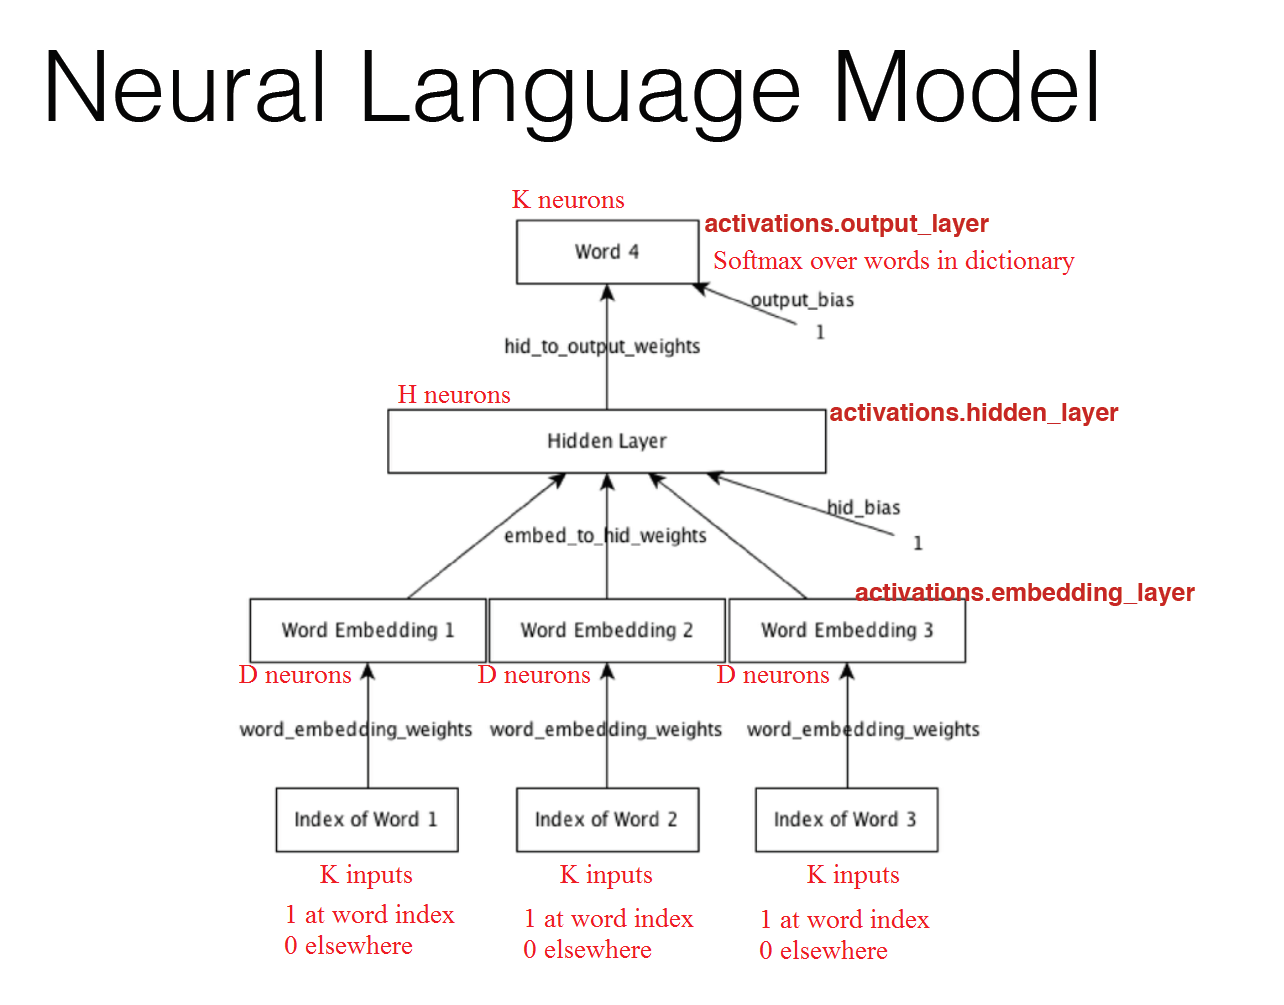 Neural Language Model
K neurons
activations.output_layer
Word 4
Softmax over words in dictionary
output_bias
1
hid_to_output_weights
H neurons
activations.hidden_layer
Hidden Layer
hid_bias
1
embed_to_hid_weights
activations.embedding_layer
Word Embedding 1
Word Embedding 2
Word Embedding 3
D neurons
D neurons
D neurons
word_embedding_weights
word_embedding_weights
word_embedding_weights
Index of Word 1
Index of Word 2
Index of Word 3
K inputs
K inputs
K inputs
1 at word index
0 elsewhere
1 at word index
0 elsewhere
1 at word index
0 elsewhere